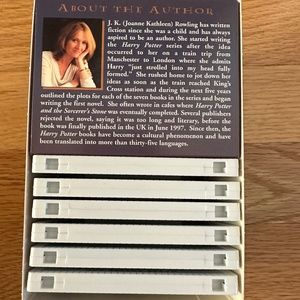 ABOUT THE AUTHOR
J. K. (Joanne Kathleen) Rowling has written
fiction since she was a child and has always
aspired to be an author. She started writing
the Harry Potter series after the idea
occurred to her on a train trip from
Manchester to London where she admits
Harry "just strolled into my head fully
formed." She rushed home to jot down her
ideas as soon as the train reached King's
Cross station and during the next five years
outlined the plots for each of the seven books in the series and began
writing the first novel. She often wrote in cafes where Harry Potter
and the Sorcerer's Stone was eventually completed. Several publishers
rejected the novel, saying it was too long and literary, before the
book was finally published in the UK in June 1997. Since then, the
Harry Potter books have become a cultural phenomenon and have
been translated into more than thirty-five languages.